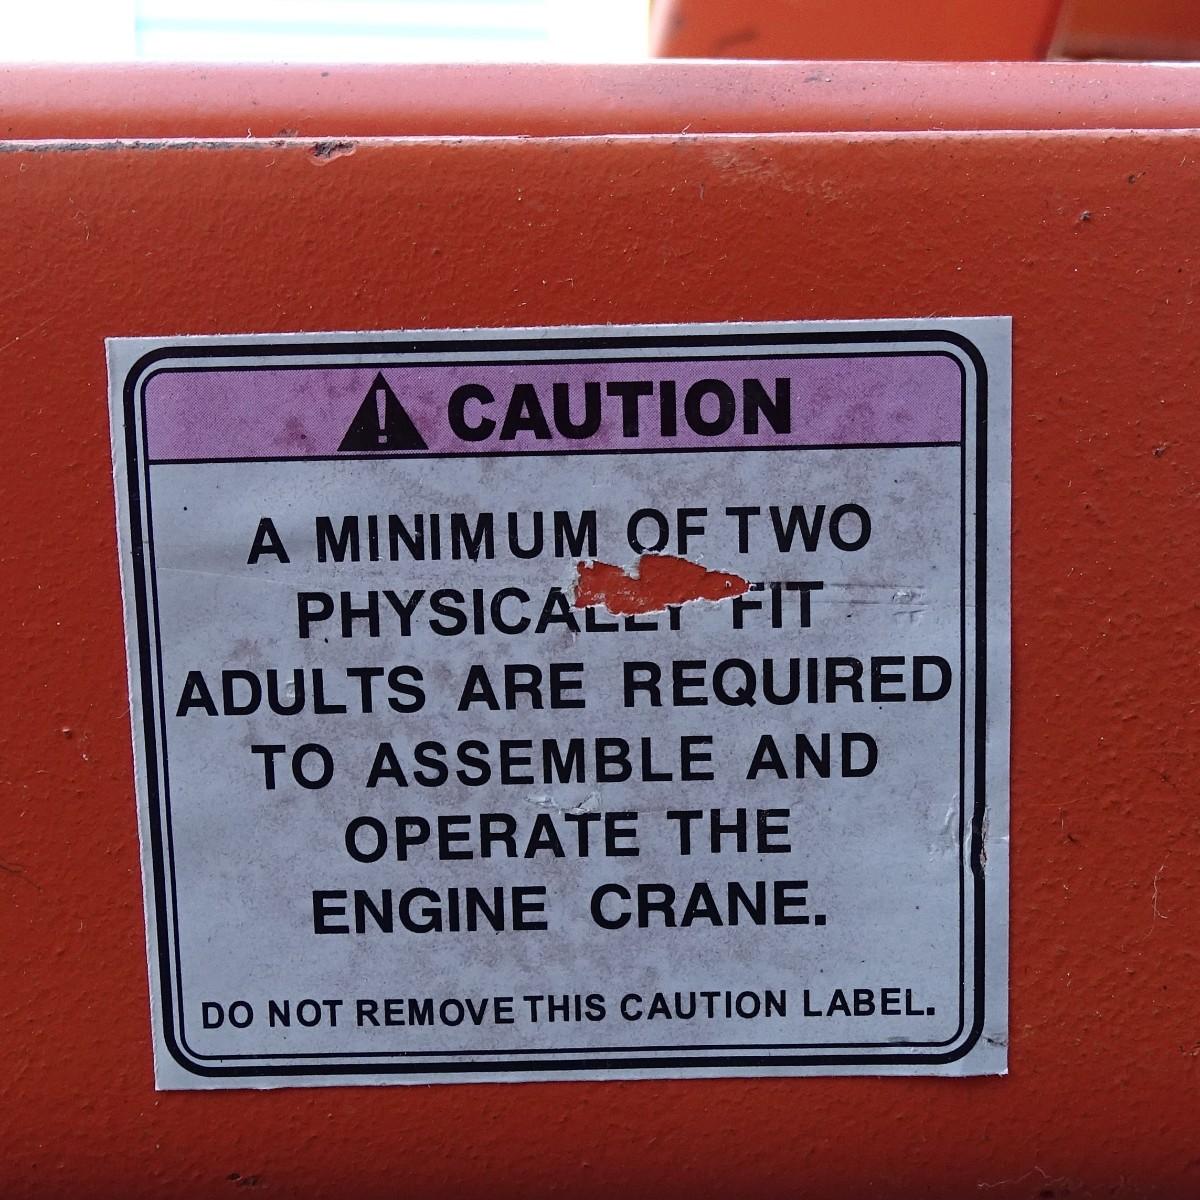 CAUTION
A MINIMUM OF TWO
PHYSICALLY FIT
ADULTS ARE REQUIRED
TO ASSEMBLE AND
OPERATE THE
ENGINE CRANE.
DO NOT REMOVE THIS CAUTION LABEL.